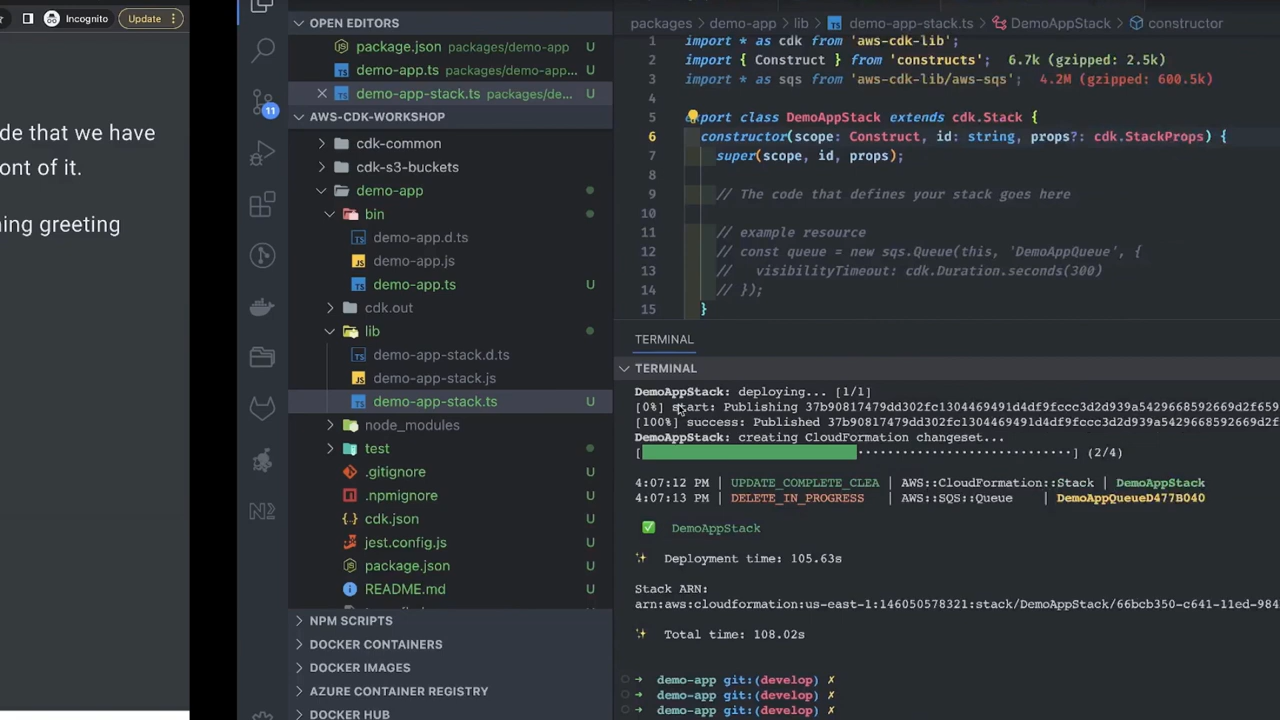 Incognito
Update
de that we have
ont of it.
ning greeting
11
OPEN EDITORS
package.json packages/demo-app U
demo-app.ts packages/demo-app... U
demo-app-stack.ts packages/de... U
AWS-CDK-WORKSHOP
cdk-common
cdk-s3-buckets
demo-app
bin
demo-app.d.ts
demo-app.js
demo-app.ts U
cdk.out
lib
demo-app-stack.d.ts
demo-app-stack.js
demo-app-stack.ts U
node_modules
test
.gitignore U
.npmignore U
cdk.json U
jest.config.js U
package.json U
README.md U
NPM SCRIPTS
DOCKER CONTAINERS
DOCKER IMAGES
AZURE CONTAINER REGISTRY
DOCKER HUB
packages > demo-app > lib > demo-app-stack.ts > DemoAppStack > constructor
1 import * as cdk from 'aws-cdk-lib';
2 import { Construct } from 'constructs'; 6.7k (gzipped: 2.5k)
3 import * as sqs from 'aws-cdk-lib/aws-sqs'; 4.2M (gzipped: 600.5k)
4
5 port class DemoAppStack extends cdk.Stack {
6 constructor(scope: Construct, id: string, props?: cdk.StackProps) {
7 super(scope, id, props);
8
9 // The code that defines your stack goes here
10
11 // example resource
12 // const queue = new sqs.Queue(this, 'DemoAppQueue', {
13 // visibilityTimeout: cdk.Duration.seconds(300)
14 // });
15 }
TERMINAL
TERMINAL
DemoAppStack: deploying... [1/1]
[0%] start: Publishing 37b90817479dd302fc1304469491d4df9fccc3d2d939a5429668592669d2f659
[100%] success: Published 37b90817479dd302fc1304469491d4df9fccc3d2d939a5429668592669d2f
DemoAppStack: creating CloudFormation changeset...
[··························] (2/4)
4:07:12 PM | UPDATE_COMPLETE_CLEA | AWS::CloudFormation::Stack | DemoAppStack
4:07:13 PM | DELETE_IN_PROGRESS | AWS::SQS::Queue | DemoAppQueueD477B040
✅ DemoAppStack
✨ Deployment time: 105.63s
Stack ARN:
arn:aws:cloudformation:us-east-1:146050578321:stack/DemoAppStack/66bcb350-c641-11ed-984
✨ Total time: 108.02s
→ demo-app git:(develop) ✗
→ demo-app git:(develop) ✗
→ demo-app git:(develop) ✗